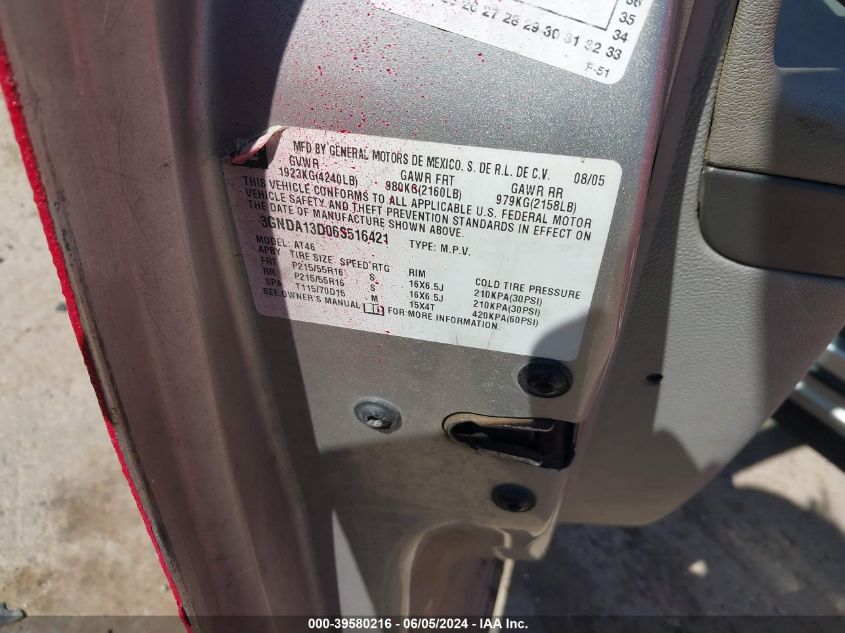 36
35
25 26 27 28 29 30 31 32 33 34
F-51
MFD BY GENERAL MOTORS DE MEXICO. S. DE R.L. DE C.V. 08/05
GVWR GAWR FRT GAWR RR
1923KG(4240LB) 980KG(2160LB) 979KG(2158LB)
THIS VEHICLE CONFORMS TO ALL APPLICABLE U.S. FEDERAL MOTOR
VEHICLE SAFETY AND THEFT PREVENTION STANDARDS IN EFFECT ON
THE DATE OF MANUFACTURE SHOWN ABOVE.
3GNDA13D06S516421 TYPE: M.P.V.
MODEL: AT46
APBY TIRE SIZE SPEED RTG RIM COLD TIRE PRESSURE
FRT P215/55R16 S 16X6.5J 210KPA(30PSI)
RR P215/55R16 S 16X6.5J 210KPA(30PSI)
SPA T115/70D15 M 15X4T 420KPA(60PSI)
SEE OWNER'S MANUAL FOR MORE INFORMATION.
000-39580216 - 06/05/2024 - IAA Inc.